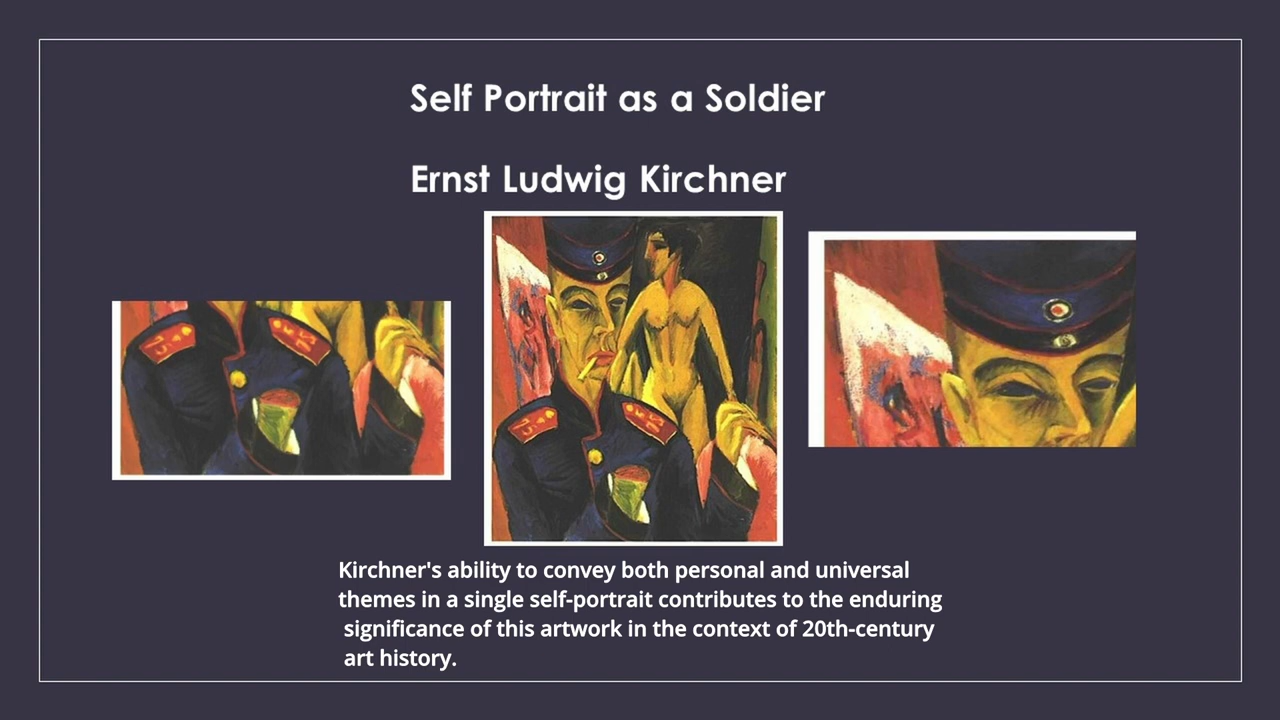 Self Portrait as a Soldier
Ernst Ludwig Kirchner
75
Kirchner's ability to convey both personal and universal
themes in a single self-portrait contributes to the enduring
significance of this artwork in the context of 20th-century
art history.